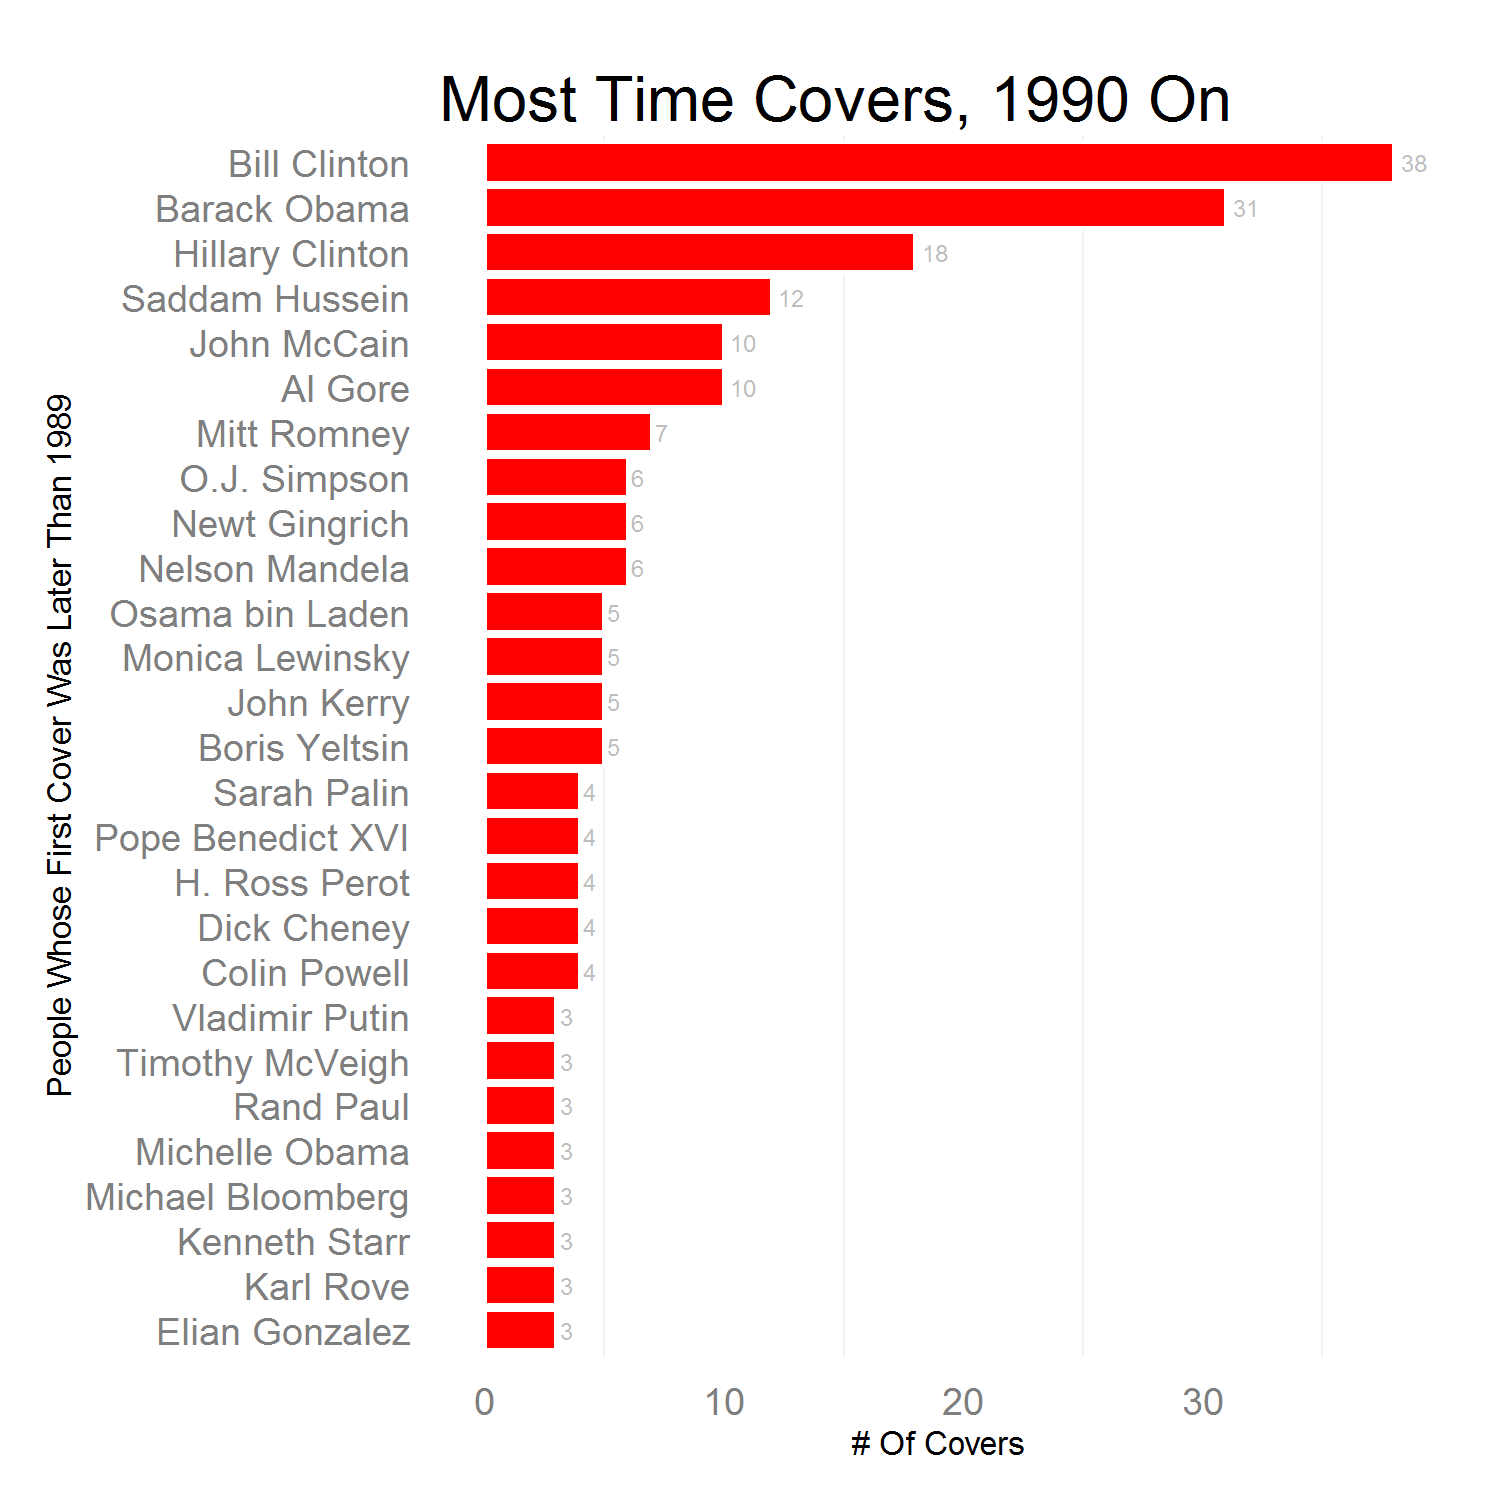 Most Time Covers, 1990 On
People Whose First Cover Was Later Than 1989
Bill Clinton 38
Barack Obama 31
Hillary Clinton 18
Saddam Hussein 12
John McCain 10
Al Gore 10
Mitt Romney 7
O.J. Simpson 6
Newt Gingrich 6
Nelson Mandela 6
Osama bin Laden 5
Monica Lewinsky 5
John Kerry 5
Boris Yeltsin 5
Sarah Palin 4
Pope Benedict XVI 4
H. Ross Perot 4
Dick Cheney 4
Colin Powell 4
Vladimir Putin 3
Timothy McVeigh 3
Rand Paul 3
Michelle Obama 3
Michael Bloomberg 3
Kenneth Starr 3
Karl Rove 3
Elian Gonzalez 3
0 10 20 30
# Of Covers